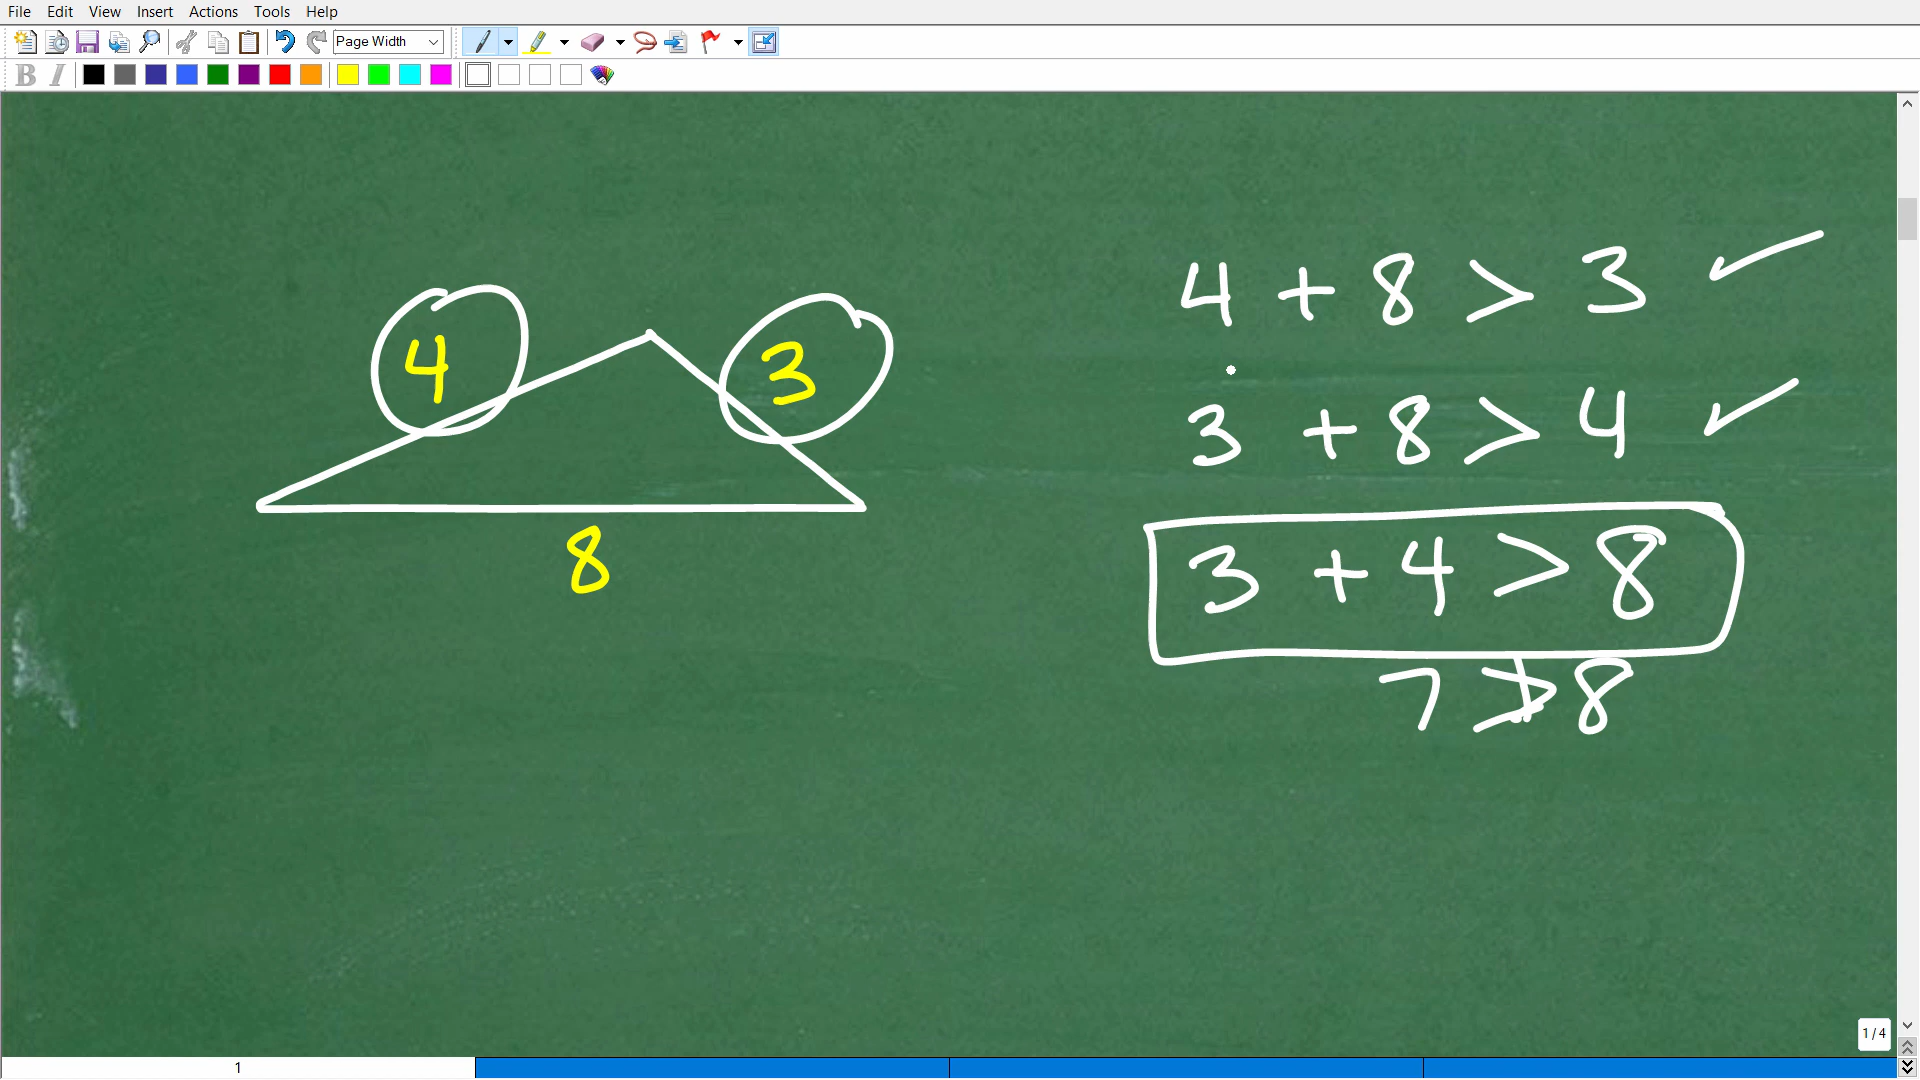 File Edit View Insert Actions Tools Help
Page Width
B I
4 + 8 > 3 ✓
4 3
3 + 8 > 4 ✓
8
3 + 4 > 8
7 ≯ 8
1 / 4
1